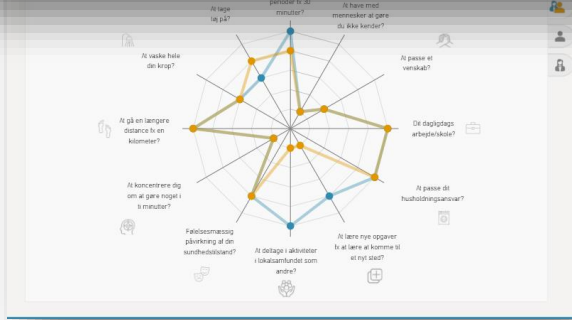 At tage
tøj på?
perioder fx 30
minutter?
At have med
mennesker at gøre
du ikke kender?
At vaske hele
din krop?
At passe et
venskab?
At gå en længere
distance fx en
kilometer?
Dit dagligdags
arbejde/skole?
At koncentrere dig
om at gøre noget i
ti minutter?
At passe dit
husholdningsansvar?
Følelsesmæssig
påvirkning af din
sundhedstilstand?
At deltage i aktiviteter
i lokalsamfundet som
andre?
At lære nye opgaver
fx at lære at komme til
et nyt sted?